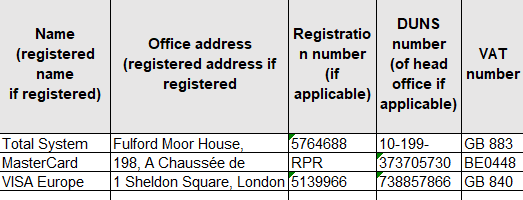 Name
(registered
name
if registered)
Office address
(registered address if
registered
Registratio
n number
(if
applicable)
DUNS
number
(of head
office if
applicable)
VAT
number
Total System Fulford Moor House, 5764688 10-199- GB 883
MasterCard 198, A Chaussée de RPR 373705730 BE0448
VISA Europe 1 Sheldon Square, London 5139966 738857866 GB 840